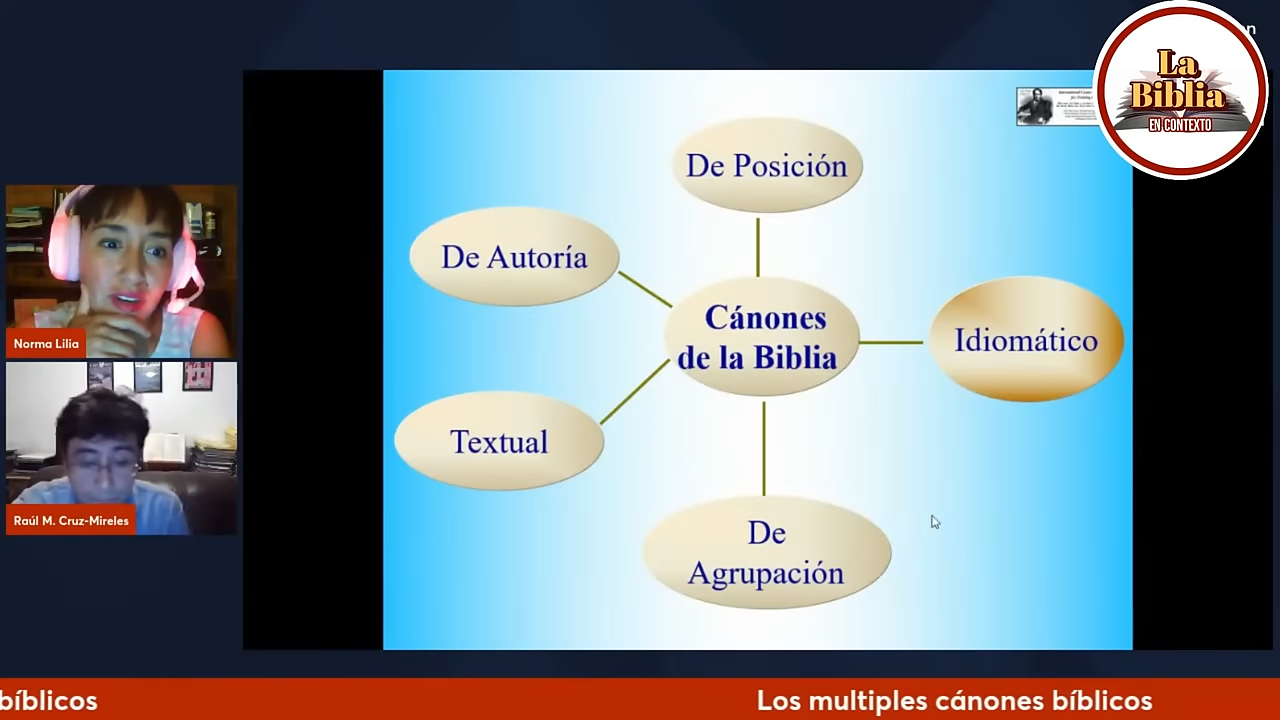 La
Biblia
EN CONTEXTO
De Posición
De Autoría
Cánones
de la Biblia
Idiomático
Textual
De
Agrupación
Norma Lilia
Raúl M. Cruz-Mireles
bíblicos
Los multiples cánones bíblicos